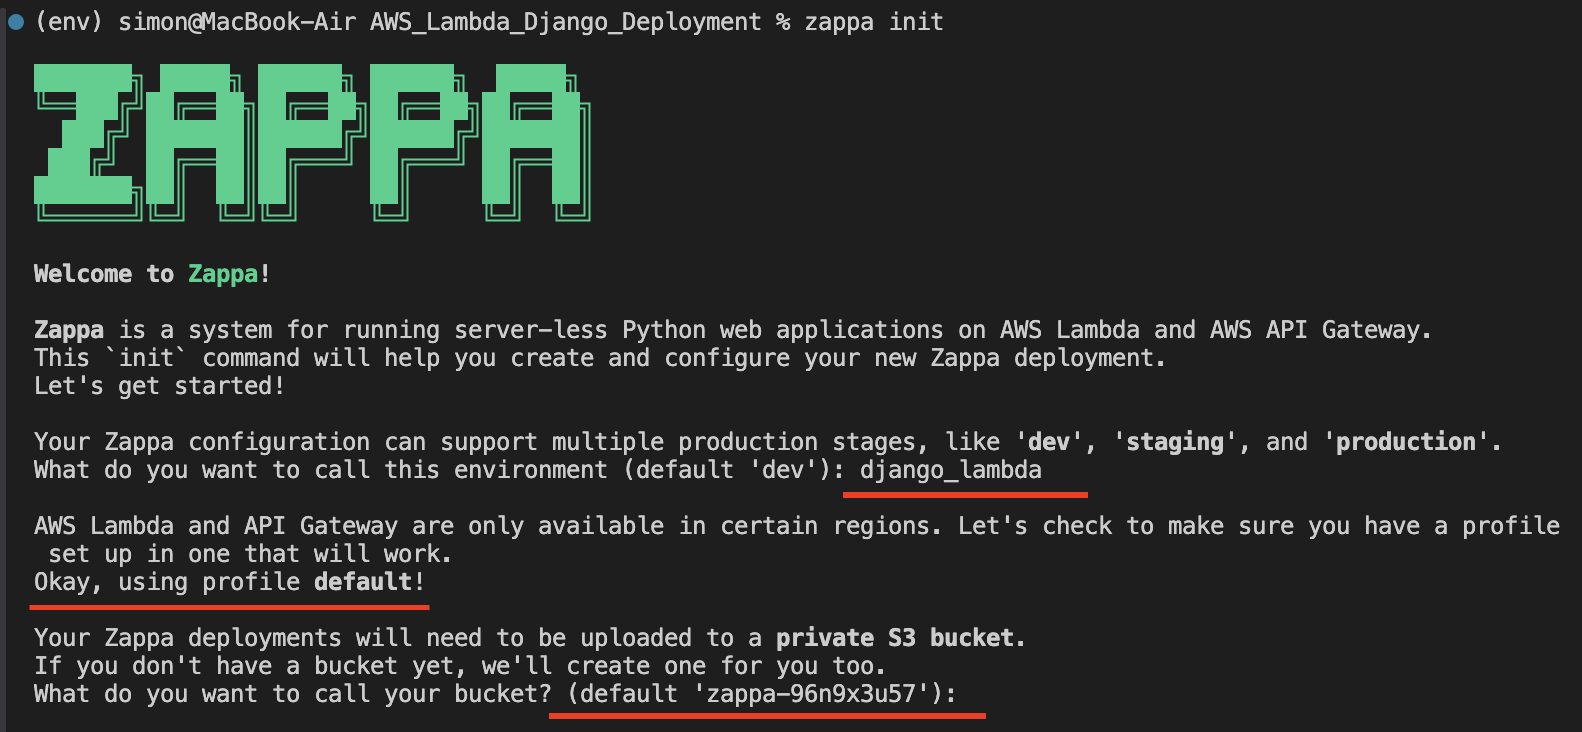 (env) simon@MacBook-Air AWS_Lambda_Django_Deployment % zappa init
ZAPPA
Welcome to Zappa!
Zappa is a system for running server-less Python web applications on AWS Lambda and AWS API Gateway.
This `init` command will help you create and configure your new Zappa deployment.
Let's get started!
Your Zappa configuration can support multiple production stages, like 'dev', 'staging', and 'production'.
What do you want to call this environment (default 'dev'): django_lambda
AWS Lambda and API Gateway are only available in certain regions. Let's check to make sure you have a profile
set up in one that will work.
Okay, using profile default!
Your Zappa deployments will need to be uploaded to a private S3 bucket.
If you don't have a bucket yet, we'll create one for you too.
What do you want to call your bucket? (default 'zappa-96n9x3u57'):